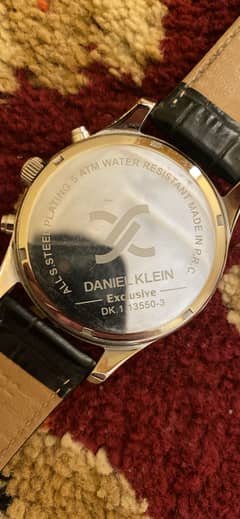 ALL S.STEEL PLATING 5 ATM WATER RESISTANT MADE IN P.R.C
DANIEL KLEIN
Exclusive
DK.1.13550-3